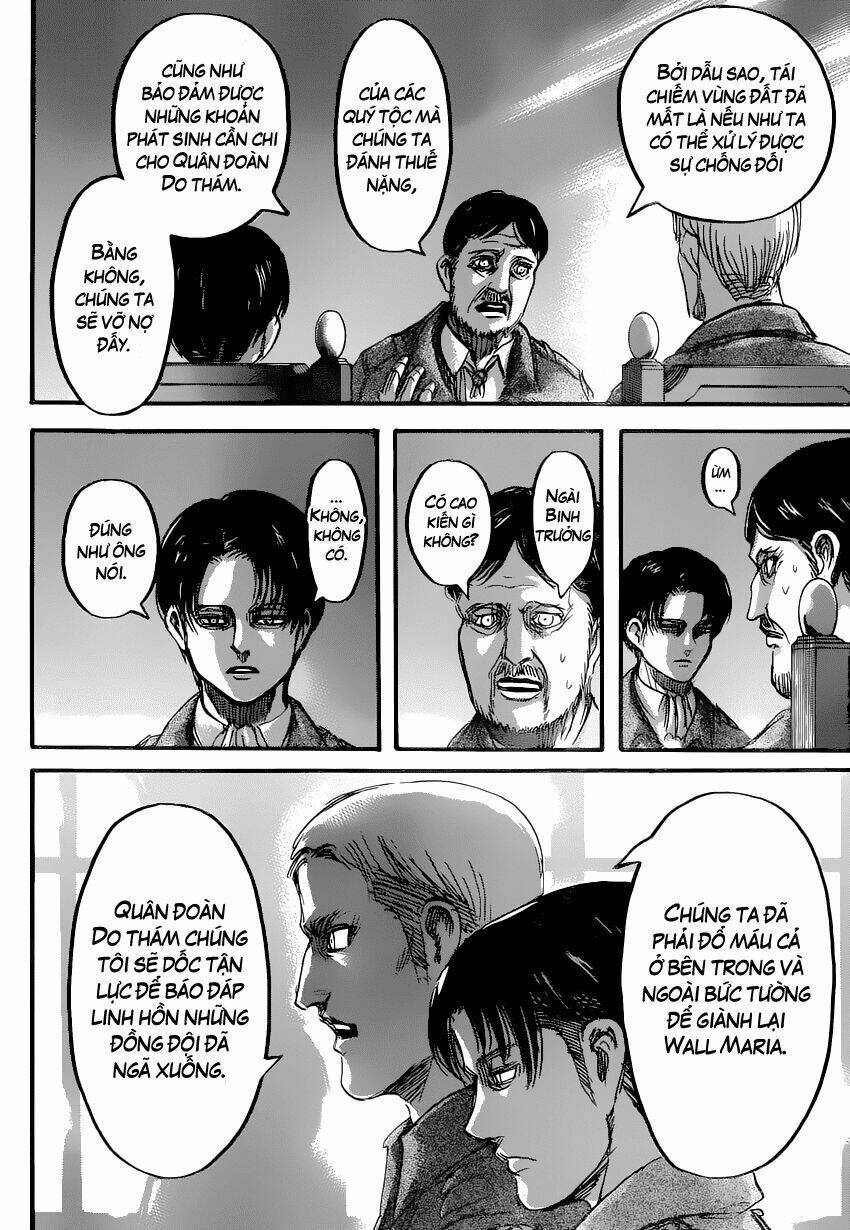 BỞI DẪU SAO, TÁI
CHIẾM VÙNG ĐẤT ĐÃ
MẤT LÀ NẾU NHƯ TA
CÓ THỂ XỬ LÝ ĐƯỢC
SỰ CHỐNG ĐỐI
CỦA CÁC
QUÝ TỘC MÀ
CHÚNG TA
ĐÁNH THUẾ
NẶNG,
CŨNG NHƯ
BẢO ĐẢM ĐƯỢC
NHỮNG KHOẢN
PHÁT SINH CẦN CHI
CHO QUÂN ĐOÀN
DO THÁM.
BẰNG
KHÔNG,
CHÚNG TA
SẼ VỠ NỢ
ĐẤY.
ỪM
...
NGÀI
BINH
TRƯỞNG
CÓ CAO
KIẾN GÌ
KHÔNG?
...
KHÔNG,
KHÔNG
CÓ.
ĐÚNG
NHƯ ÔNG
NÓI.
CHÚNG TA ĐÃ
PHẢI ĐỔ MÁU CẢ
Ở BÊN TRONG VÀ
NGOÀI BỨC TƯỜNG
ĐỂ GIÀNH LẠI
WALL MARIA.
QUÂN ĐOÀN
DO THÁM CHÚNG
TÔI SẼ DỐC TẬN
LỰC ĐỂ BÁO ĐÁP
LINH HỒN NHỮNG
ĐỒNG ĐỘI ĐÃ
NGÃ XUỐNG.